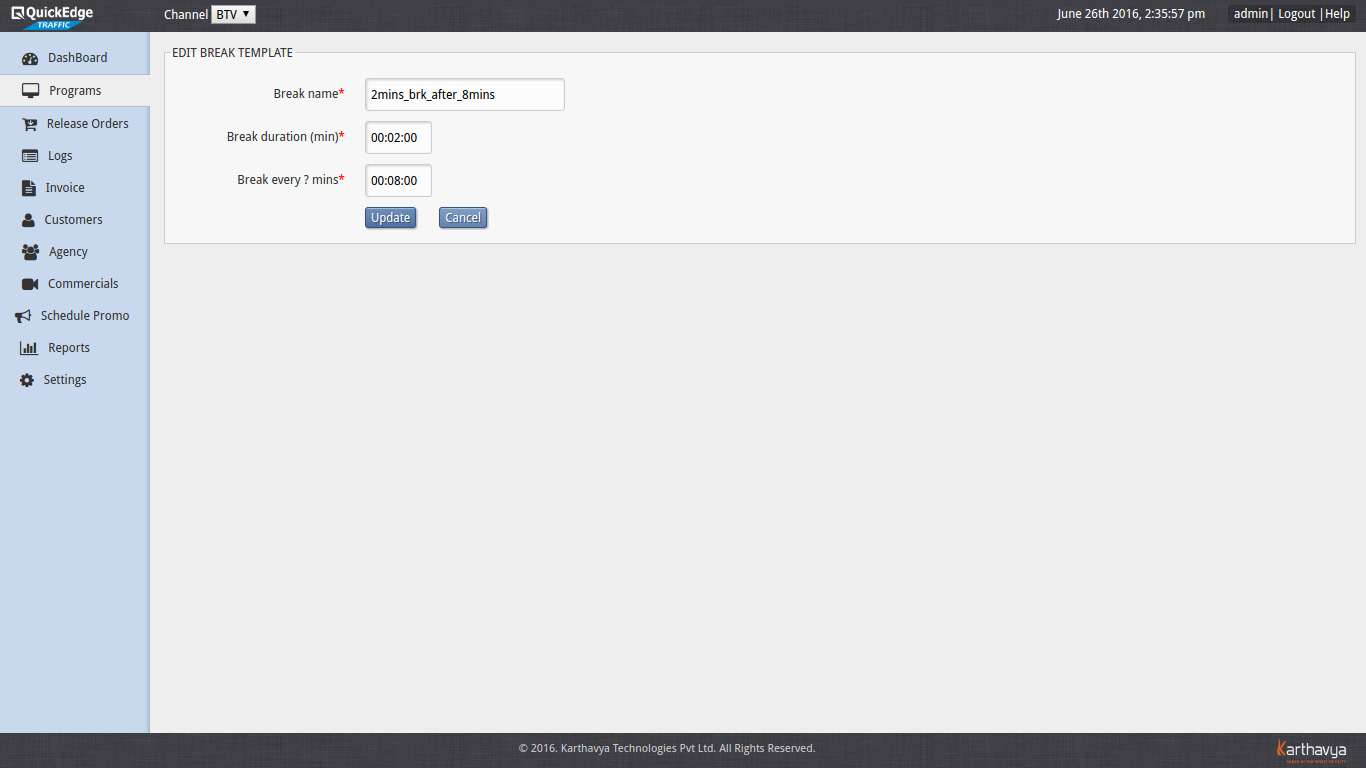 QuickEdge
TRAFFIC
Channel BTV
June 26th 2016, 2:35:57 pm
admin| Logout |Help
DashBoard
Programs
Release Orders
Logs
Invoice
Customers
Agency
Commercials
Schedule Promo
Reports
Settings
EDIT BREAK TEMPLATE
Break name* 2mins_brk_after_8mins
Break duration (min)* 00:02:00
Break every ? mins* 00:08:00
Update Cancel
© 2016. Karthavya Technologies Pvt Ltd. All Rights Reserved.
Karthavya